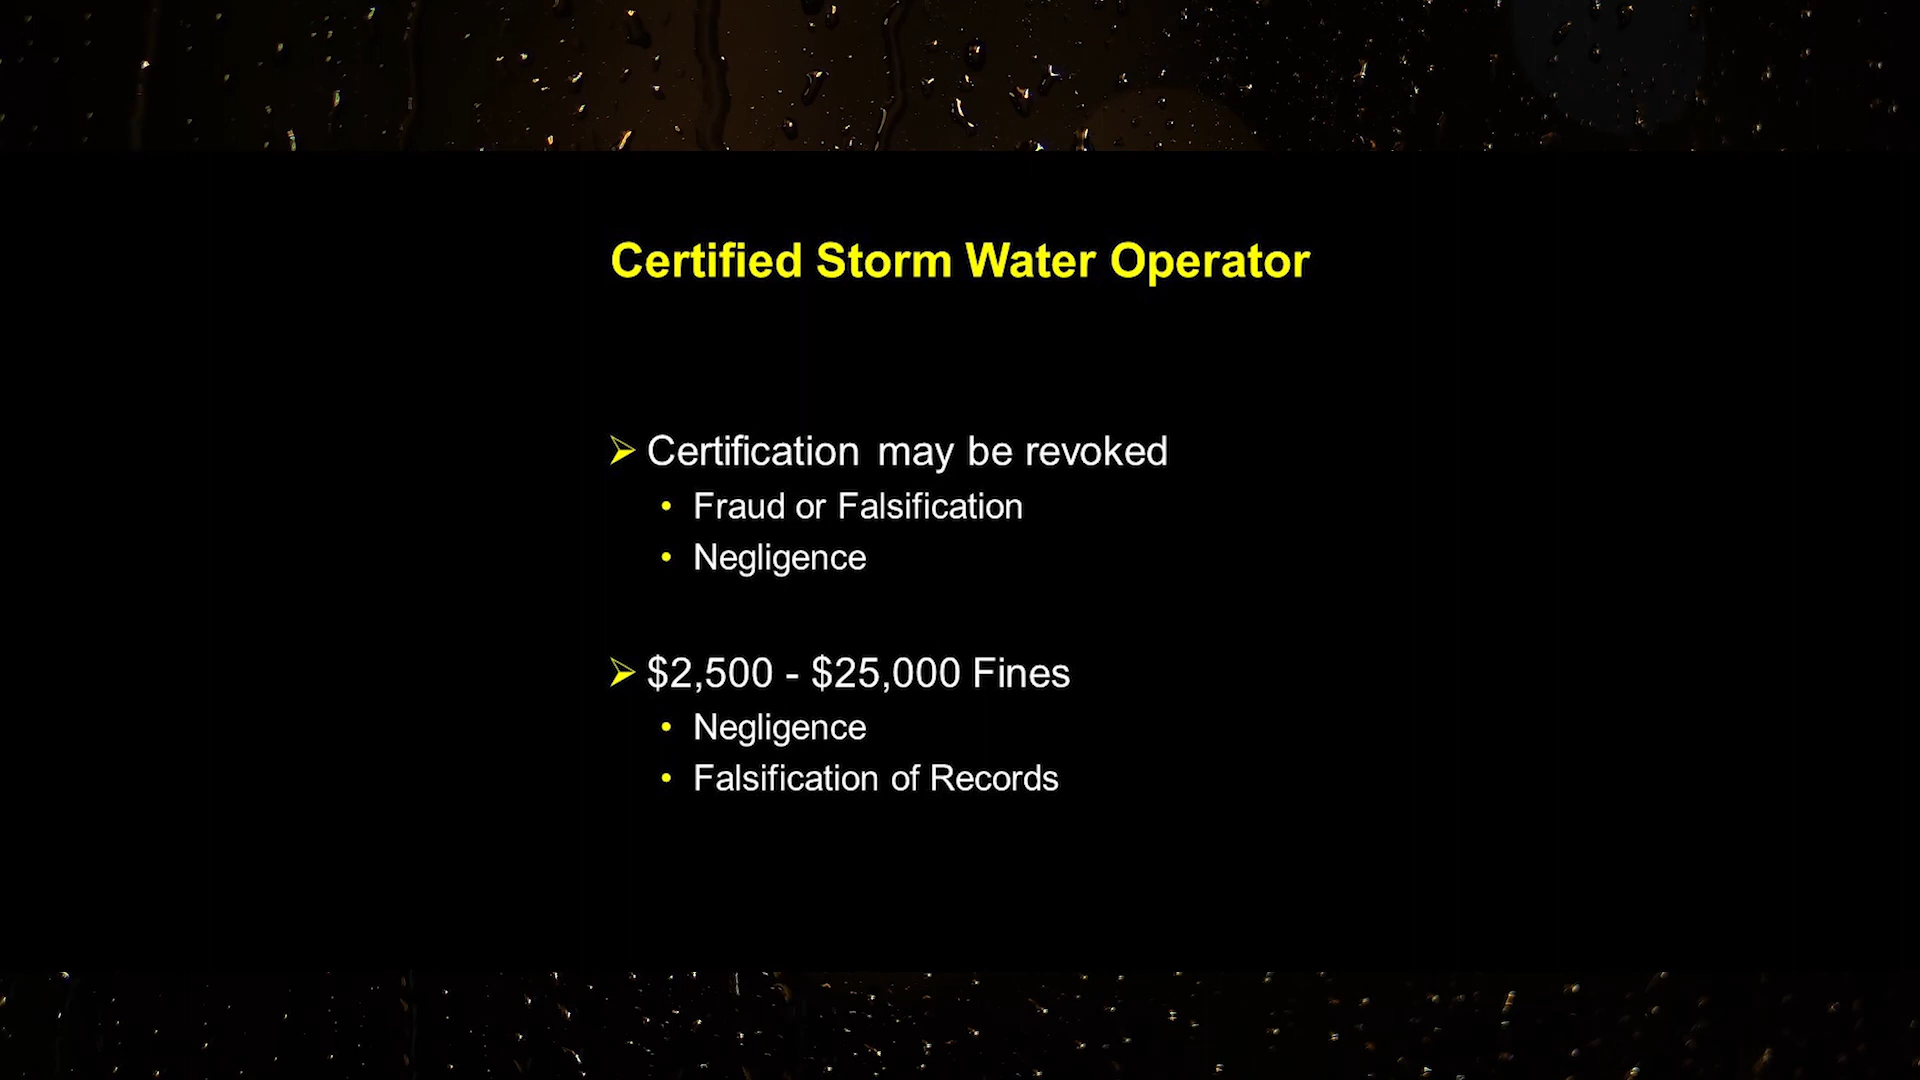 Certified Storm Water Operator
➢ Certification may be revoked
• Fraud or Falsification
• Negligence
➢ $2,500 - $25,000 Fines
• Negligence
• Falsification of Records